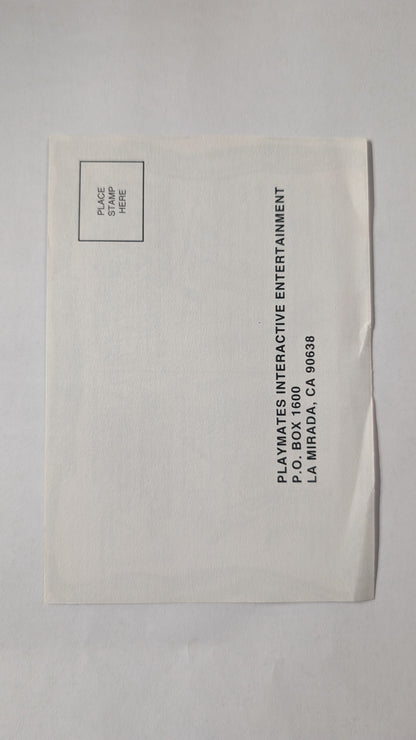 PLACE
STAMP
HERE
PLAYMATES INTERACTIVE ENTERTAINMENT
P.O. BOX 1600
LA MIRADA, CA 90638